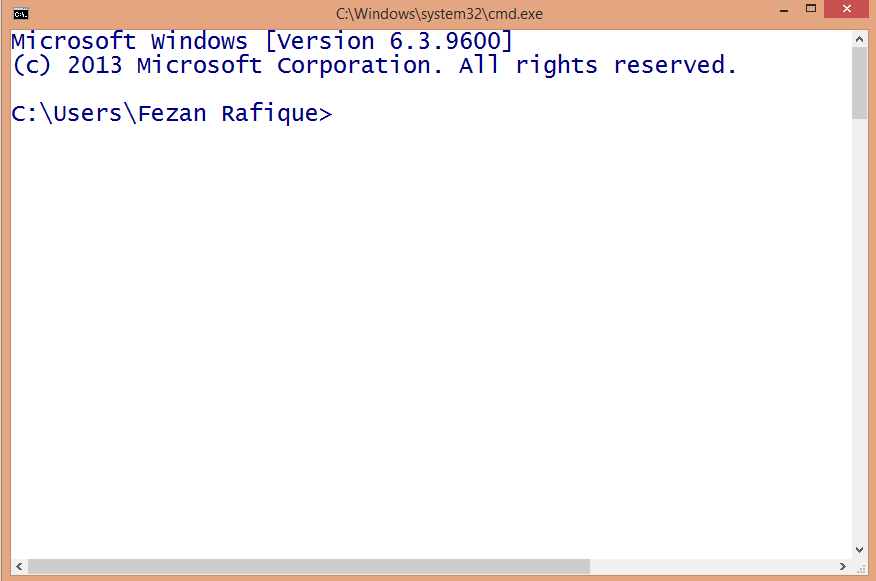 C:\Windows\system32\cmd.exe
Microsoft Windows [Version 6.3.9600]
(c) 2013 Microsoft Corporation. All rights reserved.
C:\Users\Fezan Rafique>